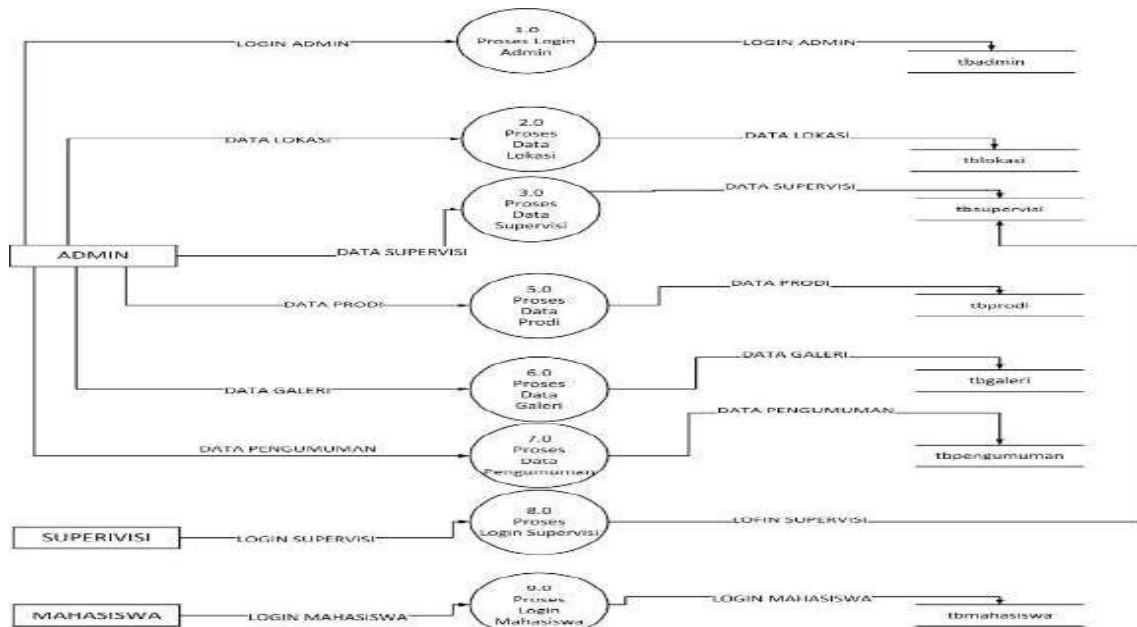 1.0
Proses Login
Admin
LOGIN ADMIN
LOGIN ADMIN
tbadmin
2.0
Proses
Data
Lokasi
DATA LOKASI
DATA LOKASI
tblokasi
3.0
Proses
Data
Supervisi
DATA SUPERVISI
DATA SUPERVISI
tbsupervisi
ADMIN
5.0
Proses
Data
Prodi
DATA PRODI
DATA PRODI
tbprodi
6.0
Proses
Data
Galeri
DATA GALERI
DATA GALERI
tbgaleri
7.0
Proses
Data
Pengumuman
DATA PENGUMUMAN
DATA PENGUMUMAN
tbpengumuman
8.0
Proses
Login Supervisi
SUPERIVISI
LOGIN SUPERVISI
LOFIN SUPERVISI
9.0
Proses
Login
Mahasiswa
MAHASISWA
LOGIN MAHASISWA
LOGIN MAHASISWA
tbmahasiswa